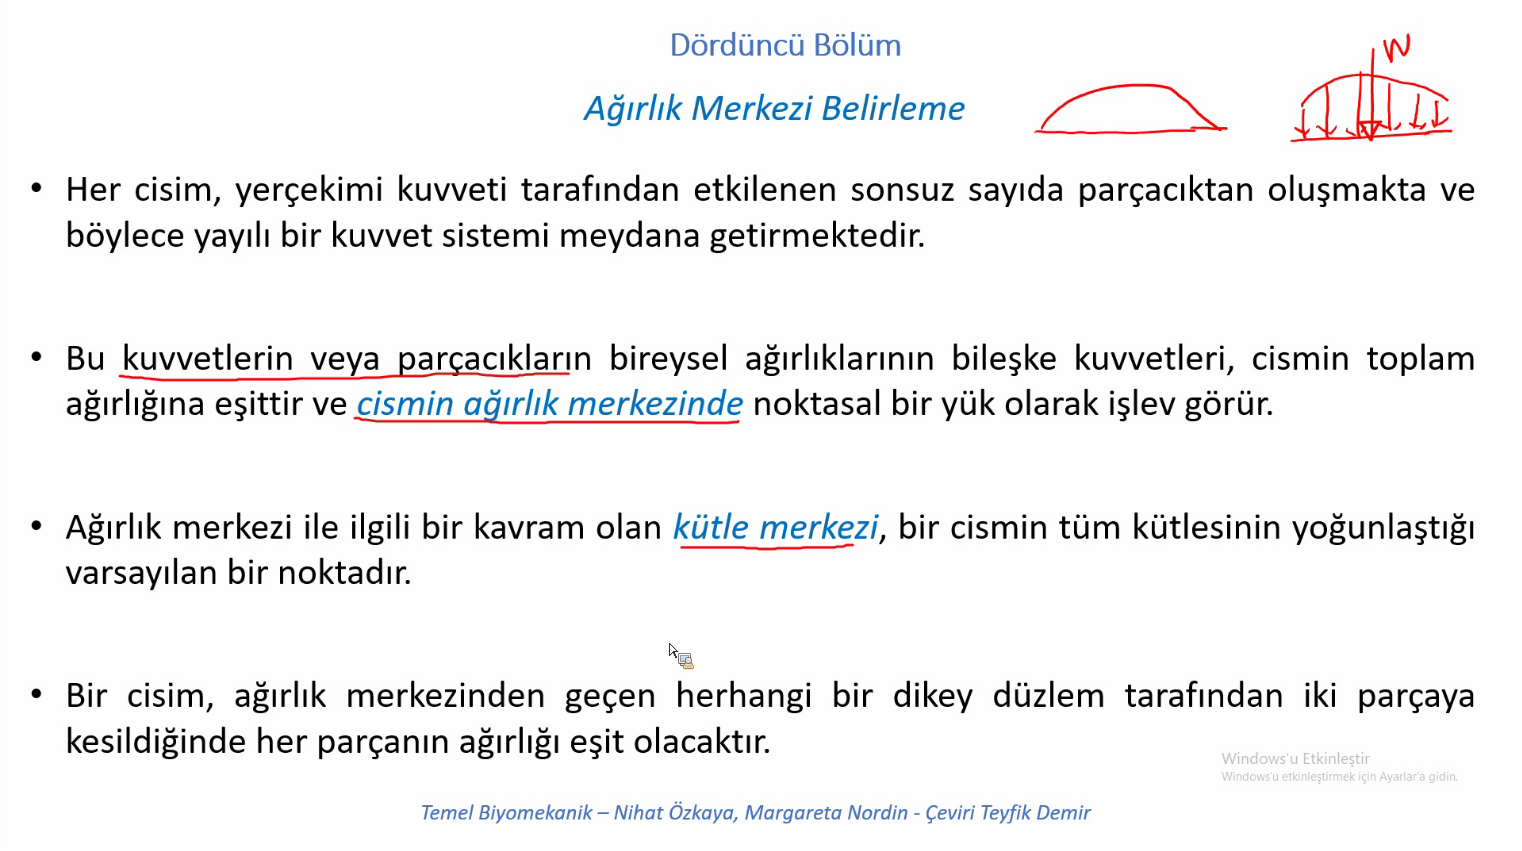 Dördüncü Bölüm
W
Ağırlık Merkezi Belirleme
• Her cisim, yerçekimi kuvveti tarafından etkilenen sonsuz sayıda parçacıktan oluşmakta ve
böylece yayılı bir kuvvet sistemi meydana getirmektedir.
• Bu kuvvetlerin veya parçacıkların bireysel ağırlıklarının bileşke kuvvetleri, cismin toplam
ağırlığına eşittir ve cismin ağırlık merkezinde noktasal bir yük olarak işlev görür.
• Ağırlık merkezi ile ilgili bir kavram olan kütle merkezi, bir cismin tüm kütlesinin yoğunlaştığı
varsayılan bir noktadır.
• Bir cisim, ağırlık merkezinden geçen herhangi bir dikey düzlem tarafından iki parçaya
kesildiğinde her parçanın ağırlığı eşit olacaktır.
Windows'u Etkinleştir
Windows'u etkinleştirmek için Ayarlar'a gidin.
Temel Biyomekanik – Nihat Özkaya, Margareta Nordin - Çeviri Teyfik Demir